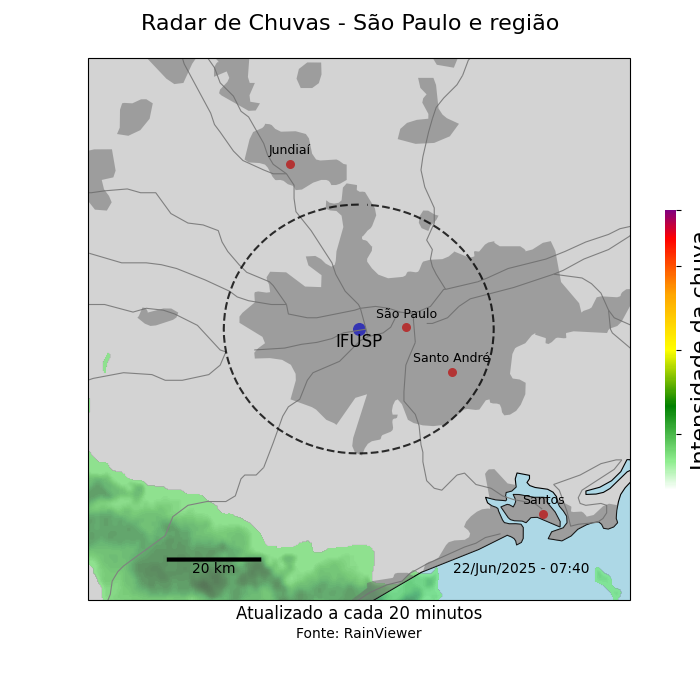 Radar de Chuvas - São Paulo e região
Jundiaí
São Paulo
IFUSP
Santo André
Santos
20 km
22/Jun/2025 - 07:40
Intensidade da chuva
Atualizado a cada 20 minutos
Fonte: RainViewer